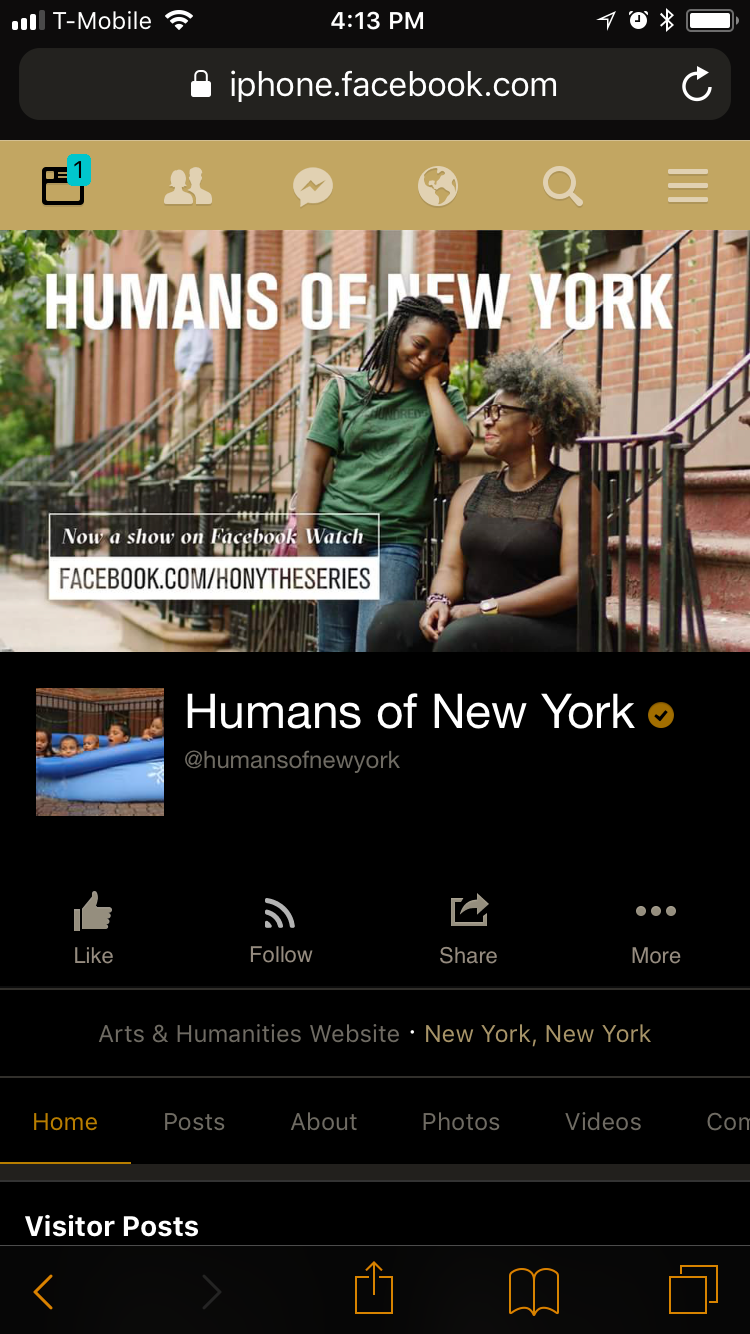 T-Mobile 4:13 PM
iphone.facebook.com
1
HUMANS OF NEW YORK
HUNDRED
Now a show on Facebook Watch
FACEBOOK.COM/HONYTHESERIES
Humans of New York
@humansofnewyork
Like Follow Share More
Arts & Humanities Website · New York, New York
Home Posts About Photos Videos Com
Visitor Posts